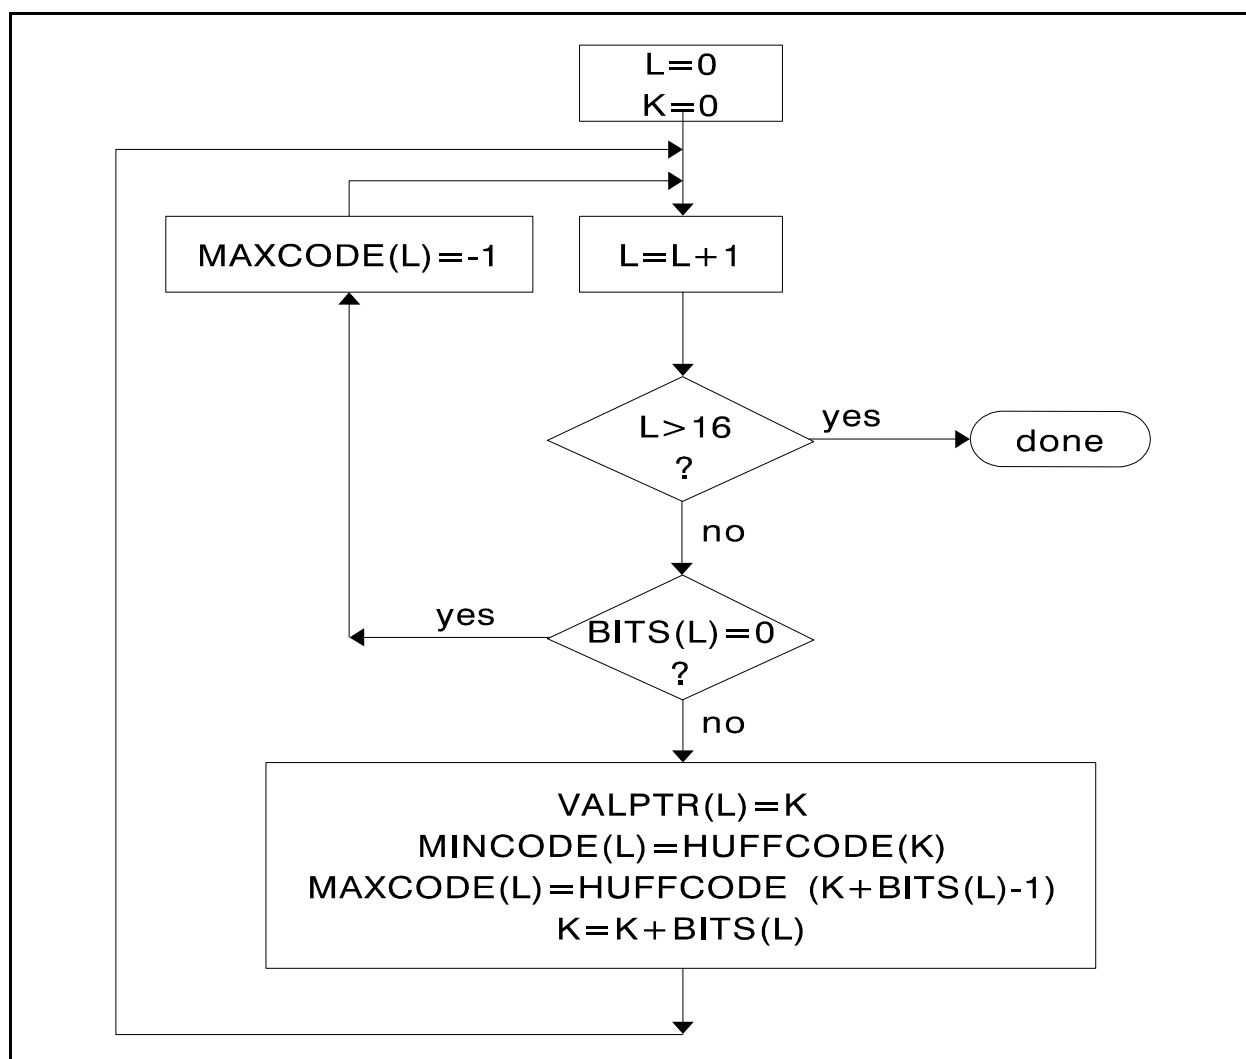 L=0
K=0
MAXCODE(L)=-1
L=L+1
L>16
?
yes
done
no
yes
BITS(L)=0
?
no
VALPTR(L)=K
MINCODE(L)=HUFFCODE(K)
MAXCODE(L)=HUFFCODE (K+BITS(L)-1)
K=K+BITS(L)